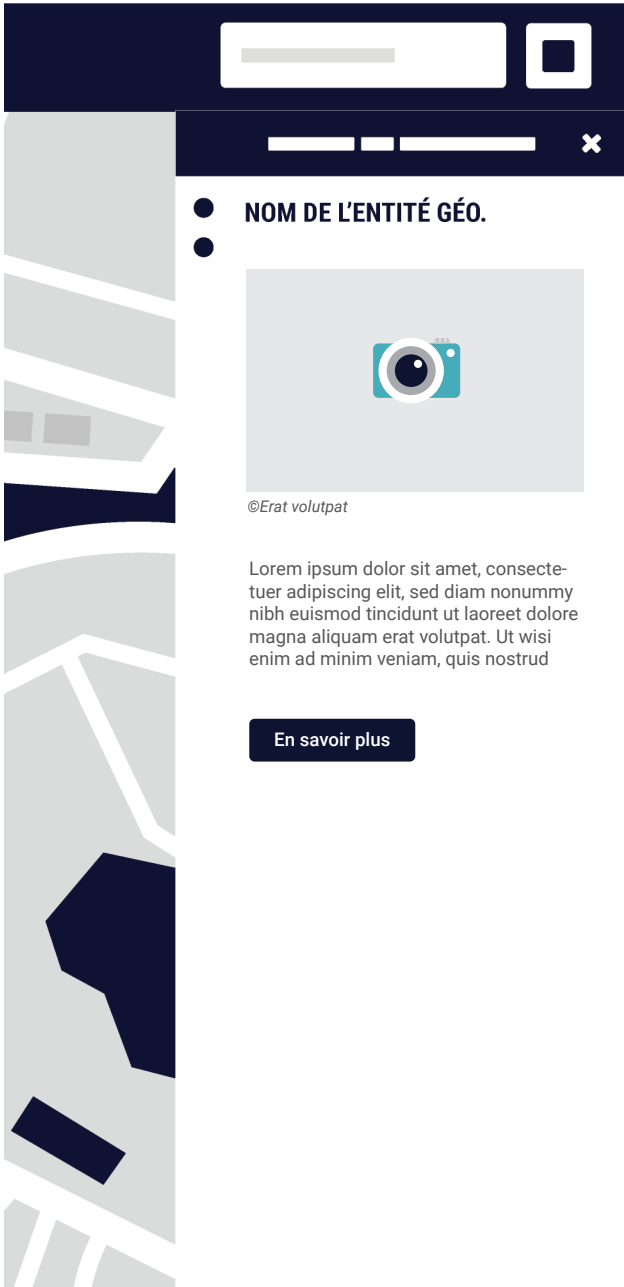 NOM DE L’ENTITÉ GÉO.
©Erat volutpat
Lorem ipsum dolor sit amet, consecte-
tuer adipiscing elit, sed diam nonummy
nibh euismod tincidunt ut laoreet dolore
magna aliquam erat volutpat. Ut wisi
enim ad minim veniam, quis nostrud
En savoir plus